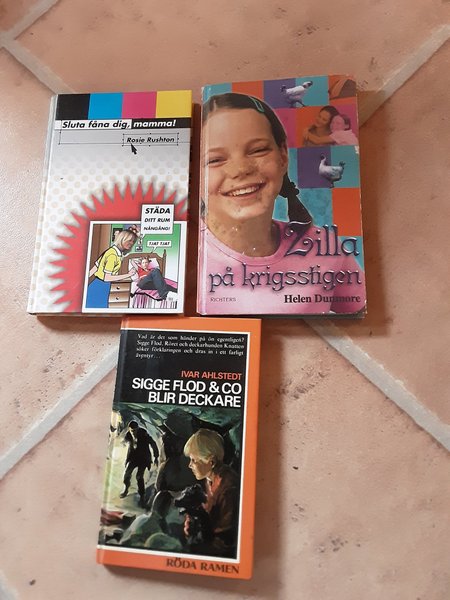 Sluta fåna dig, mamma!
Rosie Rushton
STÄDA
DITT RUM
NÅNGÅNG!
TJAT TJAT
Zilla
på krigsstigen
RICHTERS
Helen Dunmore
Vad är det som händer på ön egentligen?
Sigge Flod, Röret och deckarhunden Knatten
söker förklaringen och dras in i ett farligt
äventyr . . .
IVAR AHLSTEDT
SIGGE FLOD & CO
BLIR DECKARE
RÖDA RAMEN